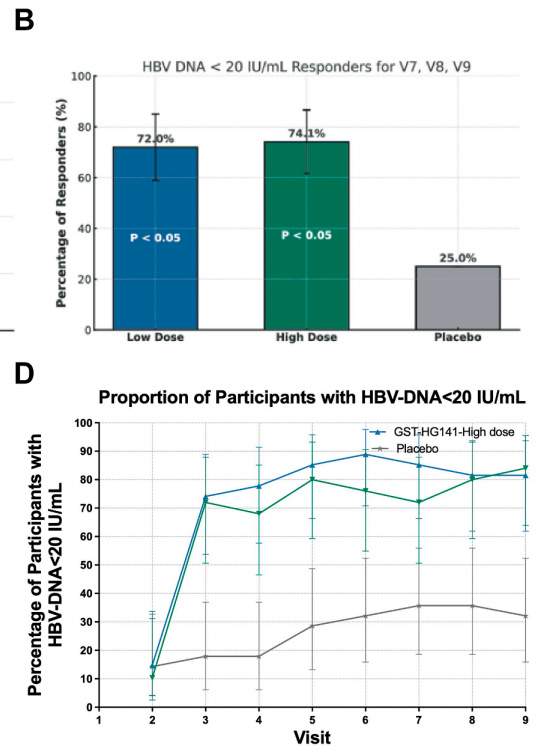 B
HBV DNA < 20 IU/mL Responders for V7, V8, V9
Percentage of Responders (%)
100
80
60
40
20
0
72.0%
74.1%
25.0%
P < 0.05
P < 0.05
Low Dose
High Dose
Placebo
D
Proportion of Participants with HBV-DNA<20 IU/mL
Percentage of Participants with
HBV-DNA<20 IU/mL
100
90
80
70
60
50
40
30
20
10
0
GST-HG141-High dose
Placebo
1 2 3 4 5 6 7 8 9
Visit